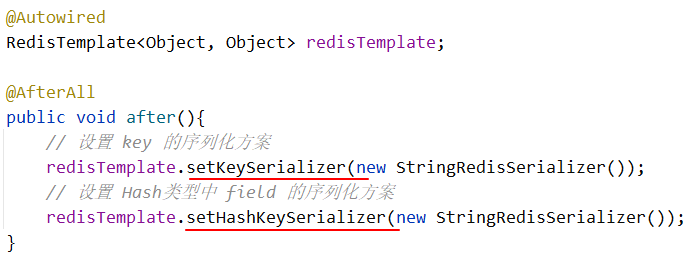 @Autowired
RedisTemplate<Object, Object> redisTemplate;
@AfterAll
public void after(){
// 设置 key 的序列化方案
redisTemplate.setKeySerializer(new StringRedisSerializer());
// 设置 Hash类型中 field 的序列化方案
redisTemplate.setHashKeySerializer(new StringRedisSerializer());
}